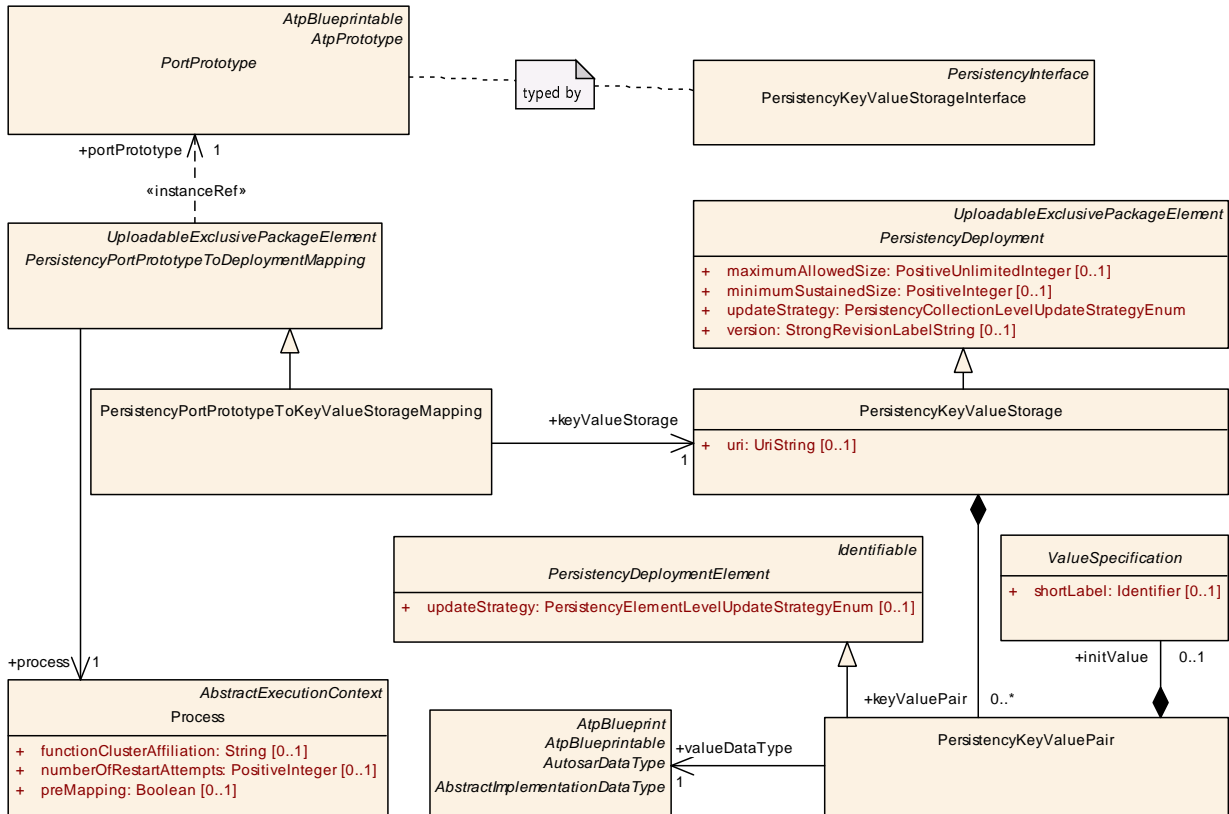 AtpBlueprintable
AtpPrototype
PortPrototype
typed by
PersistencyInterface
PersistencyKeyValueStorageInterface
+portPrototype 1
«instanceRef»
UploadableExclusivePackageElement
PersistencyPortPrototypeToDeploymentMapping
UploadableExclusivePackageElement
PersistencyDeployment
+ maximumAllowedSize: PositiveUnlimitedInteger [0..1]
+ minimumSustainedSize: PositiveInteger [0..1]
+ updateStrategy: PersistencyCollectionLevelUpdateStrategyEnum
+ version: StrongRevisionLabelString [0..1]
PersistencyPortPrototypeToKeyValueStorageMapping
+keyValueStorage
1
PersistencyKeyValueStorage
+ uri: UriString [0..1]
Identifiable
PersistencyDeploymentElement
+ updateStrategy: PersistencyElementLevelUpdateStrategyEnum [0..1]
ValueSpecification
+ shortLabel: Identifier [0..1]
+initValue 0..1
+keyValuePair 0..*
+process 1
AbstractExecutionContext
Process
+ functionClusterAffiliation: String [0..1]
+ numberOfRestartAttempts: PositiveInteger [0..1]
+ preMapping: Boolean [0..1]
AtpBlueprint
AtpBlueprintable
AutosarDataType
AbstractImplementationDataType
+valueDataType
1
PersistencyKeyValuePair